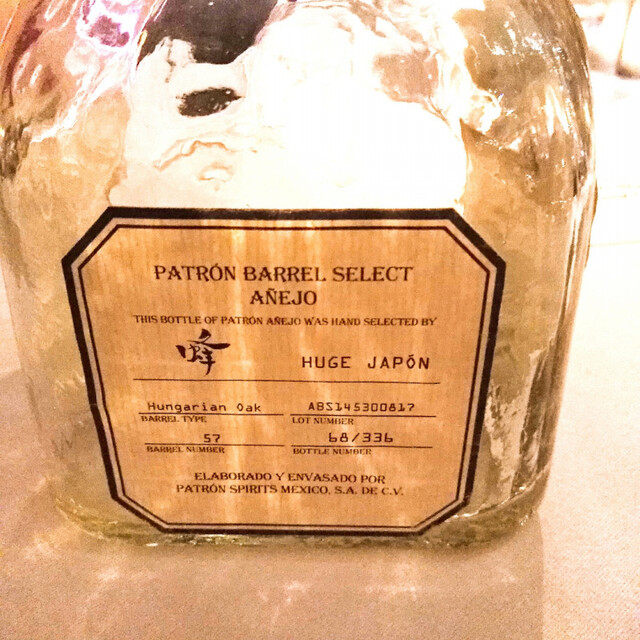 PATRÓN BARREL SELECT
AÑEJO
THIS BOTTLE OF PATRÓN AÑEJO WAS HAND SELECTED BY
峰 HUGE JAPÓN
Hungarian Oak ABS145300817
BARREL TYPE LOT NUMBER
57 68/336
BARREL NUMBER BOTTLE NUMBER
ELABORADO Y ENVASADO POR
PATRÓN SPIRITS MEXICO, S.A. DE C.V.